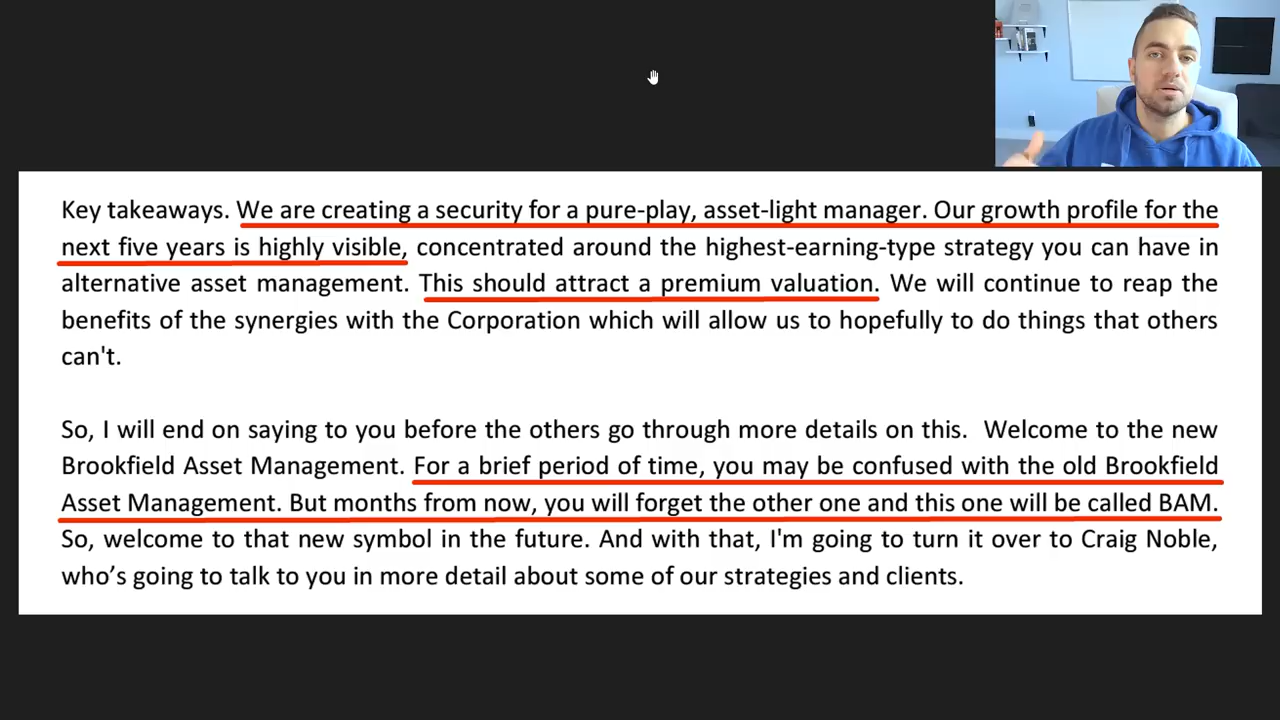 Key takeaways. We are creating a security for a pure-play, asset-light manager. Our growth profile for the
next five years is highly visible, concentrated around the highest-earning-type strategy you can have in
alternative asset management. This should attract a premium valuation. We will continue to reap the
benefits of the synergies with the Corporation which will allow us to hopefully to do things that others
can't.
So, I will end on saying to you before the others go through more details on this.  Welcome to the new
Brookfield Asset Management. For a brief period of time, you may be confused with the old Brookfield
Asset Management. But months from now, you will forget the other one and this one will be called BAM.
So, welcome to that new symbol in the future. And with that, I'm going to turn it over to Craig Noble,
who’s going to talk to you in more detail about some of our strategies and clients.